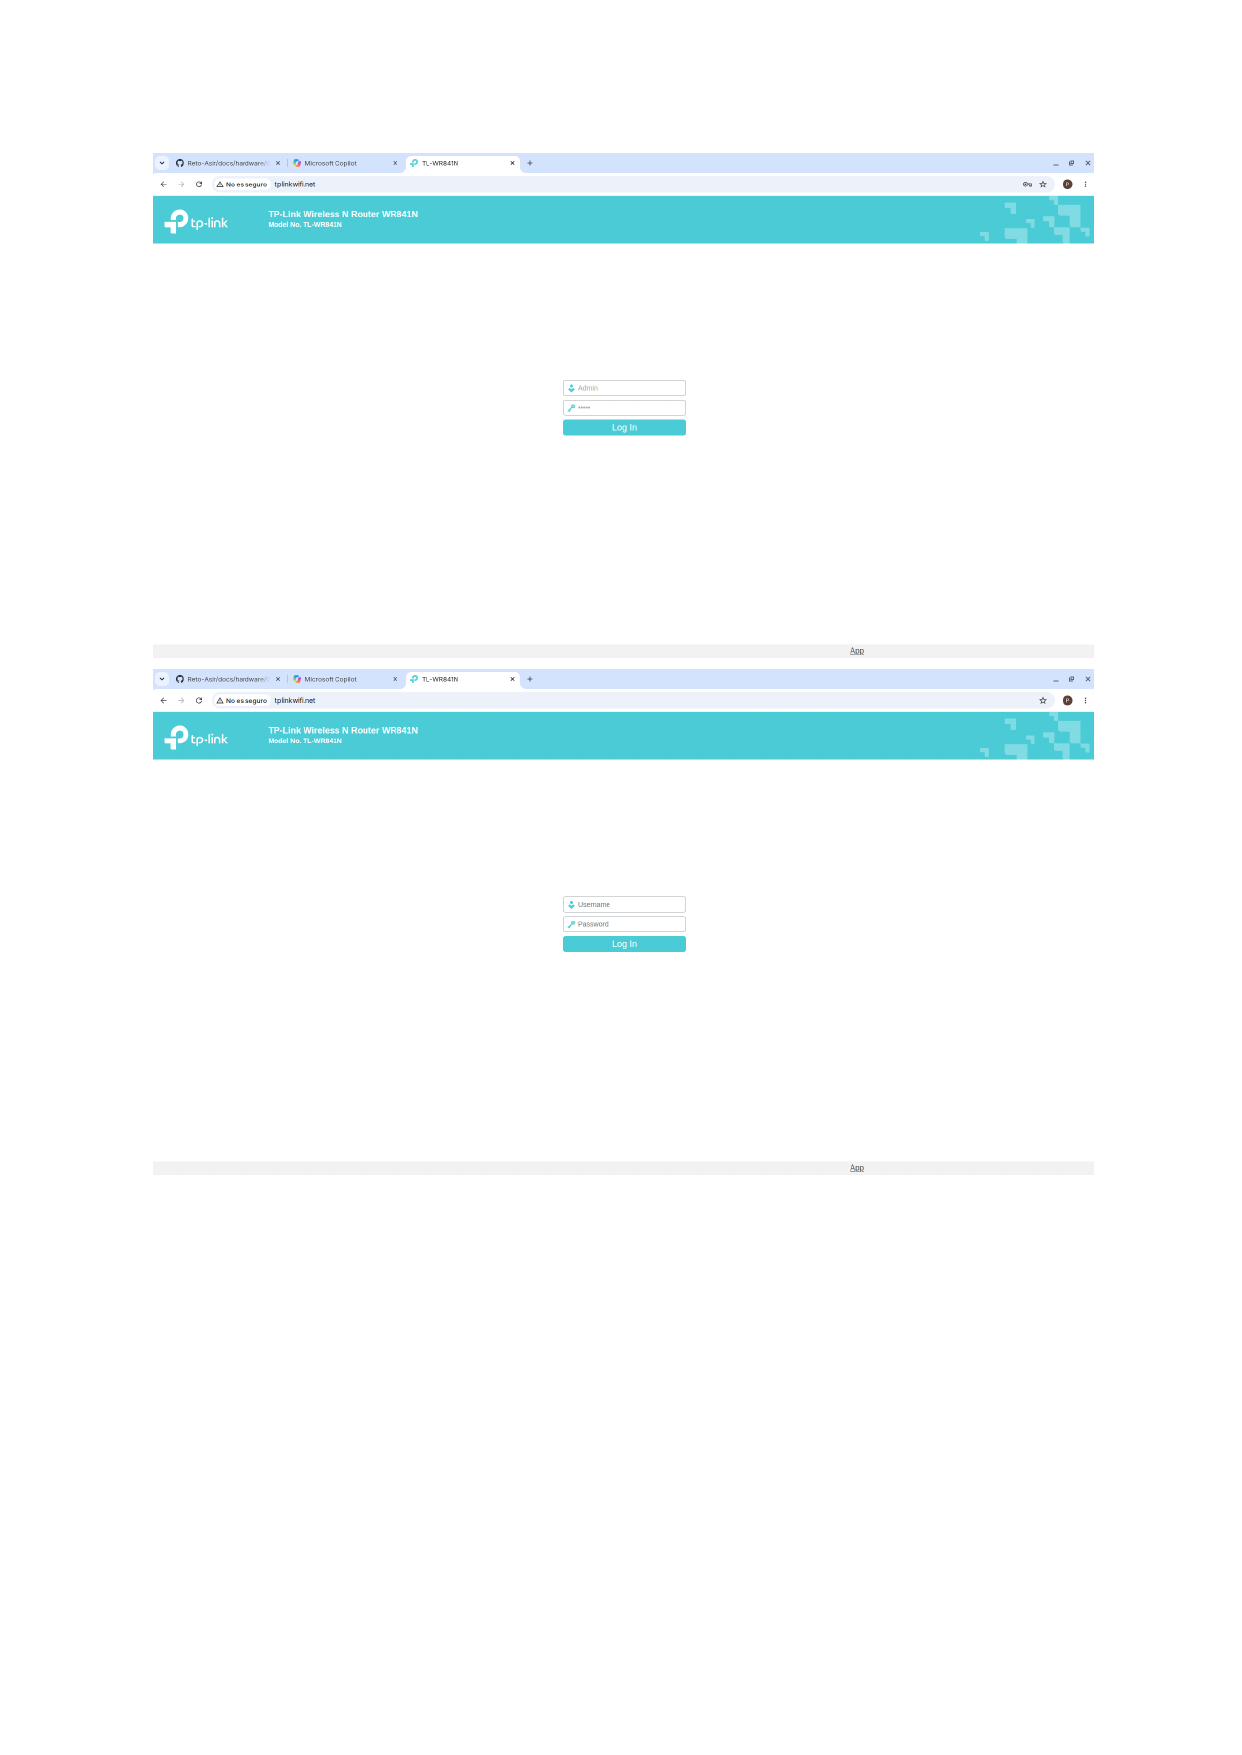 Reto-Asir/docs/hardware/
Microsoft Copilot
TL-WR841N
No es seguro
tplinkwifi.net
P
tp-link
TP-Link Wireless N Router WR841N
Model No. TL-WR841N
Admin
•••••
Log In
App
Reto-Asir/docs/hardware/
Microsoft Copilot
TL-WR841N
No es seguro
tplinkwifi.net
P
tp-link
TP-Link Wireless N Router WR841N
Model No. TL-WR841N
Username
Password
Log In
App